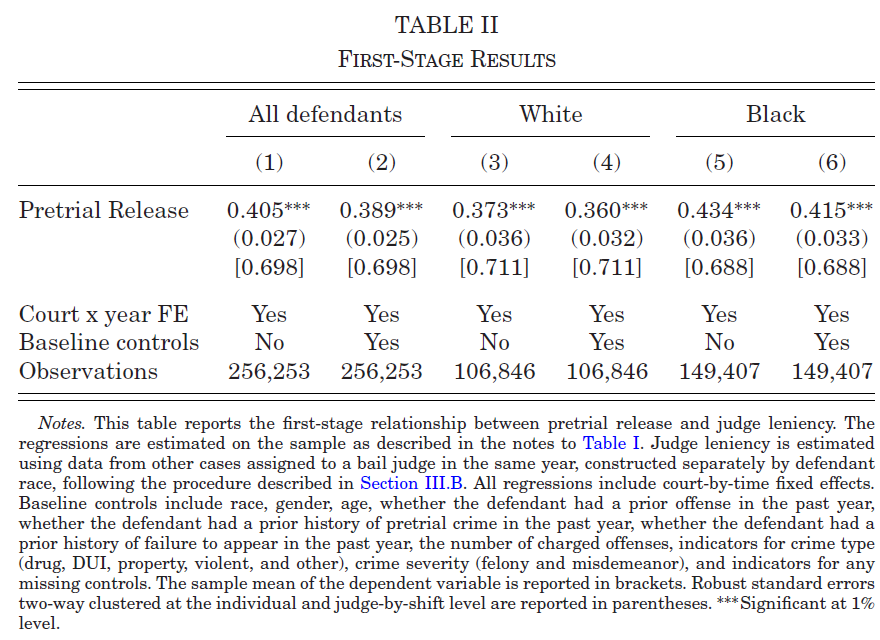 TABLE II
FIRST-STAGE RESULTS
All defendants White Black
(1) (2) (3) (4) (5) (6)
Pretrial Release 0.405*** 0.389*** 0.373*** 0.360*** 0.434*** 0.415***
(0.027) (0.025) (0.036) (0.032) (0.036) (0.033)
[0.698] [0.698] [0.711] [0.711] [0.688] [0.688]
Court x year FE Yes Yes Yes Yes Yes Yes
Baseline controls No Yes No Yes No Yes
Observations 256,253 256,253 106,846 106,846 149,407 149,407
Notes. This table reports the first-stage relationship between pretrial release and judge leniency. The
regressions are estimated on the sample as described in the notes to Table I. Judge leniency is estimated
using data from other cases assigned to a bail judge in the same year, constructed separately by defendant
race, following the procedure described in Section III.B. All regressions include court-by-time fixed effects.
Baseline controls include race, gender, age, whether the defendant had a prior offense in the past year,
whether the defendant had a prior history of pretrial crime in the past year, whether the defendant had a
prior history of failure to appear in the past year, the number of charged offenses, indicators for crime type
(drug, DUI, property, violent, and other), crime severity (felony and misdemeanor), and indicators for any
missing controls. The sample mean of the dependent variable is reported in brackets. Robust standard errors
two-way clustered at the individual and judge-by-shift level are reported in parentheses. ***Significant at 1%
level.